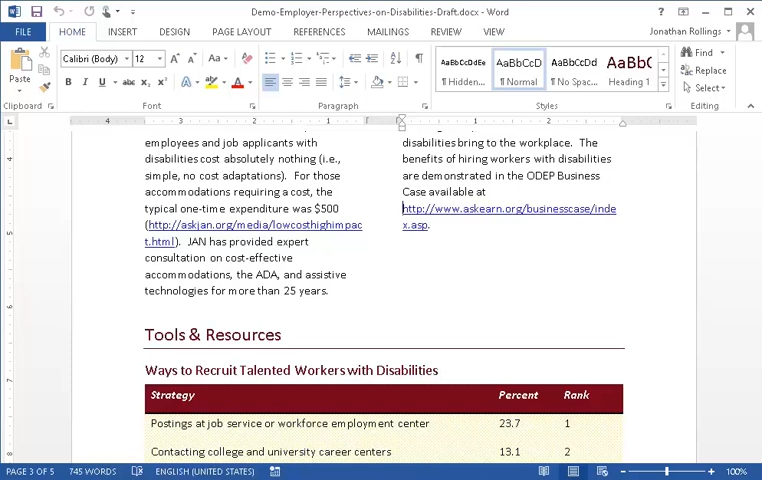 Demo-Employer-Perspectives-on-Disabilities-Draft.docx - Word
FILE HOME INSERT DESIGN PAGE LAYOUT REFERENCES MAILINGS REVIEW VIEW Jonathan Rollings
Calibri (Body) 12
AaBbCcDdEe AaBbCcD AaBbCcDd AaBbC
Find
Replace
Select
Paste
¶ Hidden... ¶ Normal ¶ No Spac... Heading 1
Clipboard Font Paragraph Styles Editing
4 3 2 1
employees and job applicants with
disabilities cost absolutely nothing (i.e.,
simple, no cost adaptations). For those
accommodations requiring a cost, the
typical one-time expenditure was $500
(http://askjan.org/media/lowcosthighimpac
t.html). JAN has provided expert
consultation on cost-effective
accommodations, the ADA, and assistive
technologies for more than 25 years.
disabilities bring to the workplace. The
benefits of hiring workers with disabilities
are demonstrated in the ODEP Business
Case available at
http://www.askearn.org/businesscase/inde
x.asp.
Tools & Resources
Ways to Recruit Talented Workers with Disabilities
Strategy Percent Rank
Postings at job service or workforce employment center 23.7 1
Contacting college and university career centers 13.1 2
PAGE 3 OF 5 745 WORDS ENGLISH (UNITED STATES) 100%